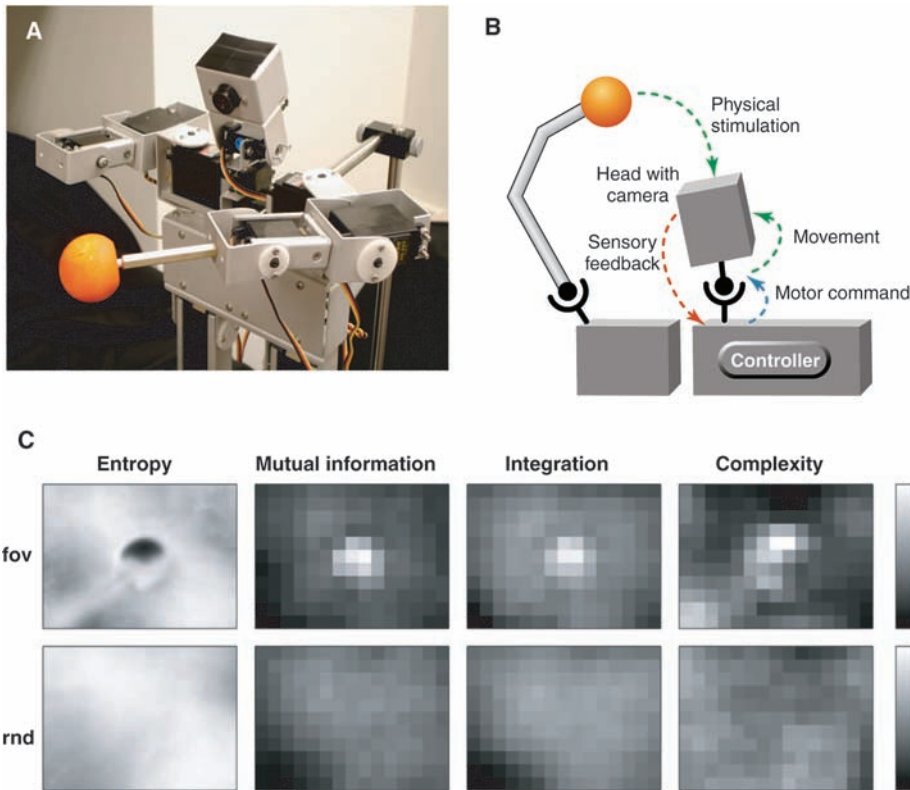 A
B
Physical
stimulation
Head with
camera
Sensory
feedback
Movement
Motor command
Controller
C
Entropy
Mutual information
Integration
Complexity
fov
rnd